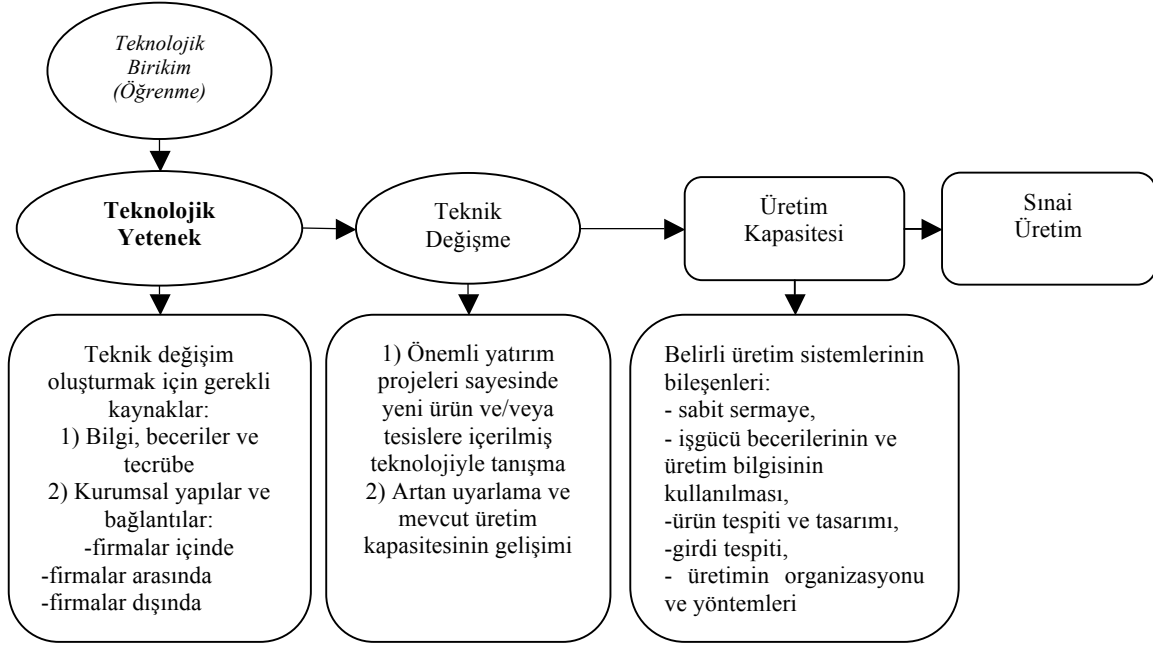 Teknolojik
Birikim
(Öğrenme)
Teknolojik
Yetenek
Teknik
Değişme
Üretim
Kapasitesi
Sınai
Üretim
Teknik değişim
oluşturmak için gerekli
kaynaklar:
1) Bilgi, beceriler ve
tecrübe
2) Kurumsal yapılar ve
bağlantılar:
-firmalar içinde
-firmalar arasında
-firmalar dışında
1) Önemli yatırım
projeleri sayesinde
yeni ürün ve/veya
tesislere içerilmiş
teknolojiyle tanışma
2) Artan uyarlama ve
mevcut üretim
kapasitesinin gelişimi
Belirli üretim sistemlerinin
bileşenleri:
- sabit sermaye,
- işgücü becerilerinin ve
üretim bilgisinin
kullanılması,
-ürün tespiti ve tasarımı,
-girdi tespiti,
- üretimin organizasyonu
ve yöntemleri